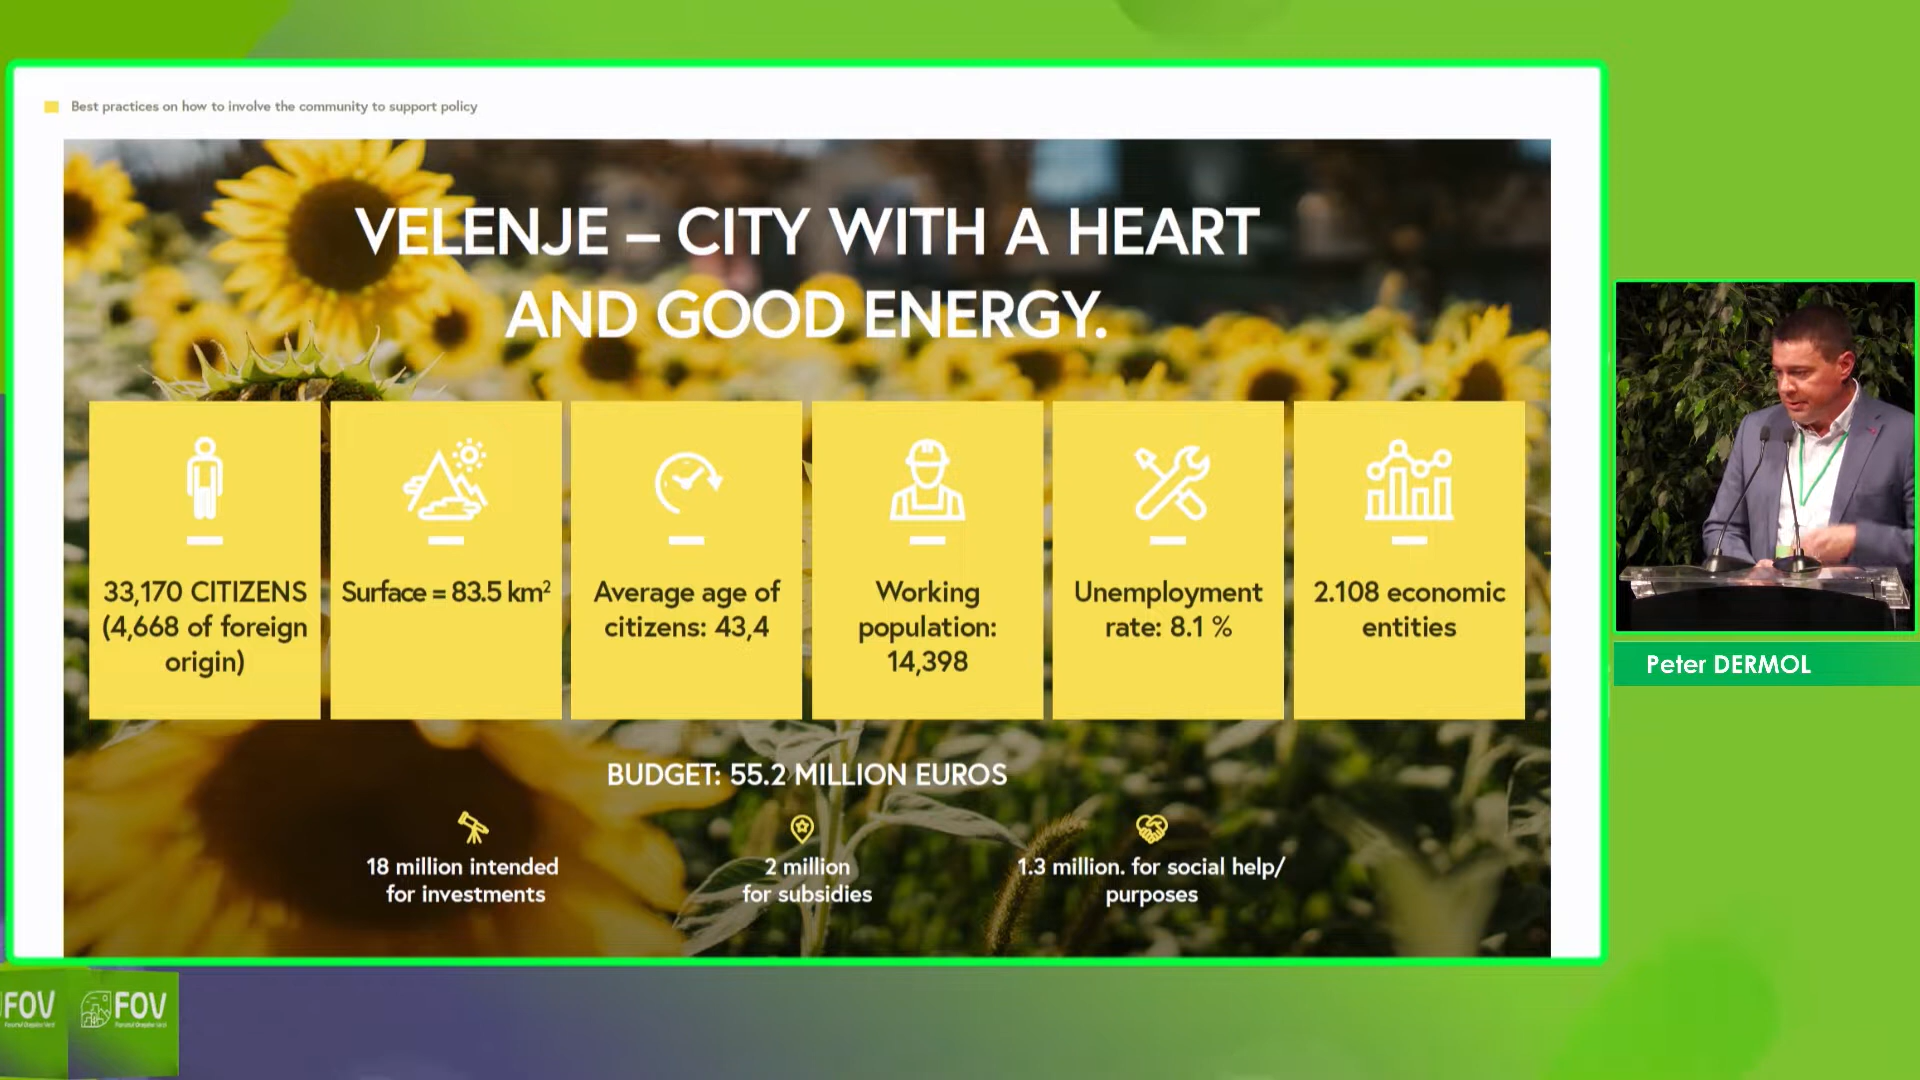 Best practices on how to involve the community to support policy
VELENJE – CITY WITH A HEART
AND GOOD ENERGY.
33,170 CITIZENS
(4,668 of foreign
origin)
Surface = 83.5 km²
Average age of
citizens: 43,4
Working
population:
14,398
Unemployment
rate: 8.1 %
2.108 economic
entities
BUDGET: 55.2 MILLION EUROS
18 million intended
for investments
2 million
for subsidies
1.3 million. for social help/
purposes
Peter DERMOL
FOV
FOV